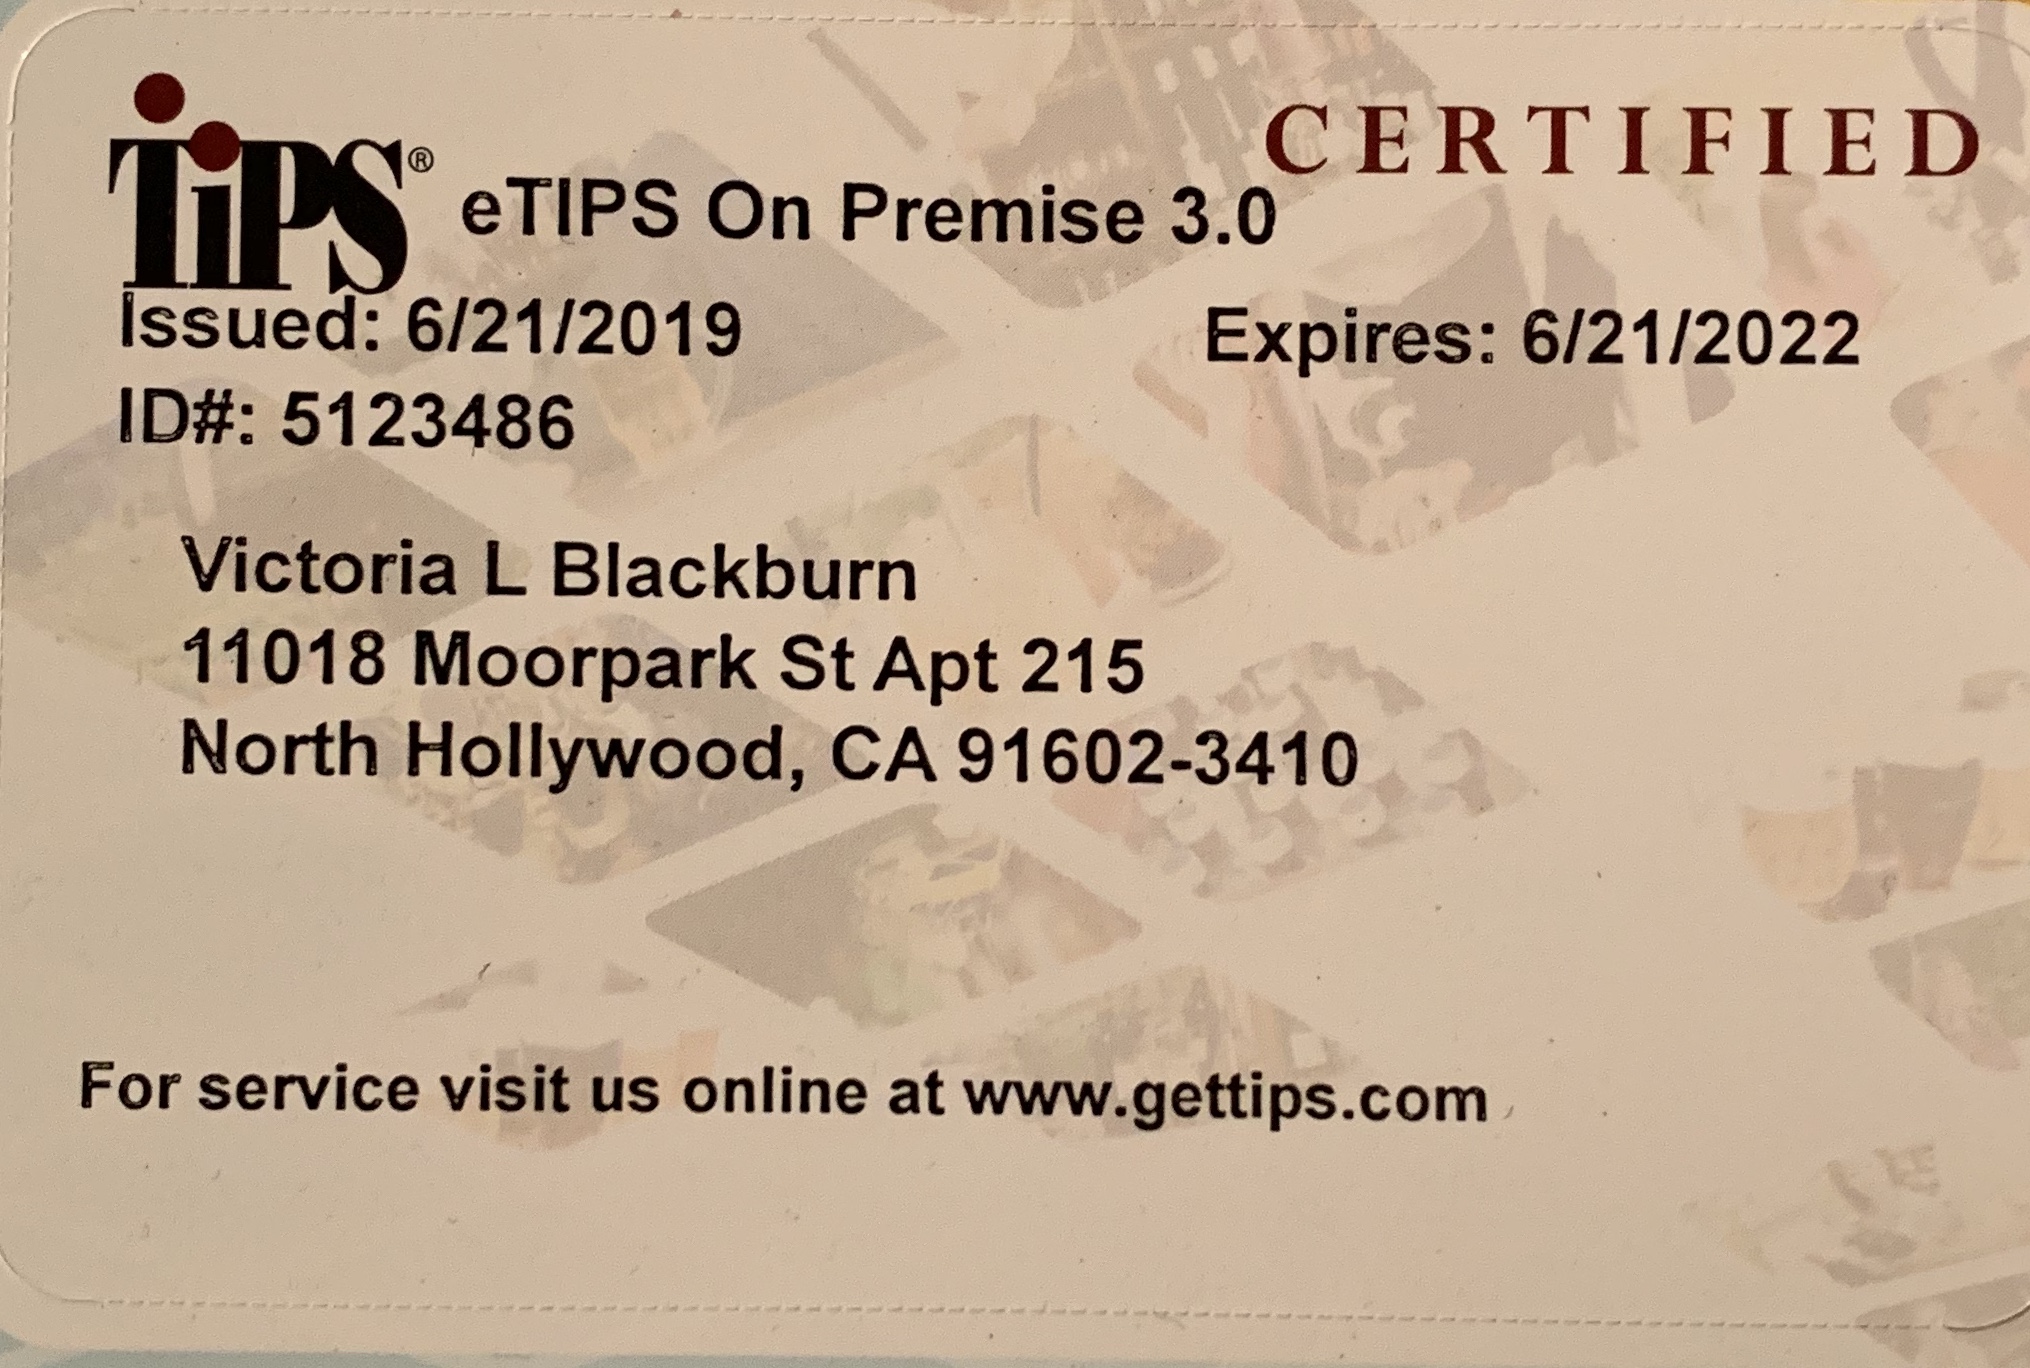 CERTIFIED
TiPS® eTIPS On Premise 3.0
Issued: 6/21/2019 Expires: 6/21/2022
ID#: 5123486
Victoria L Blackburn
11018 Moorpark St Apt 215
North Hollywood, CA 91602-3410
For service visit us online at www.gettips.com